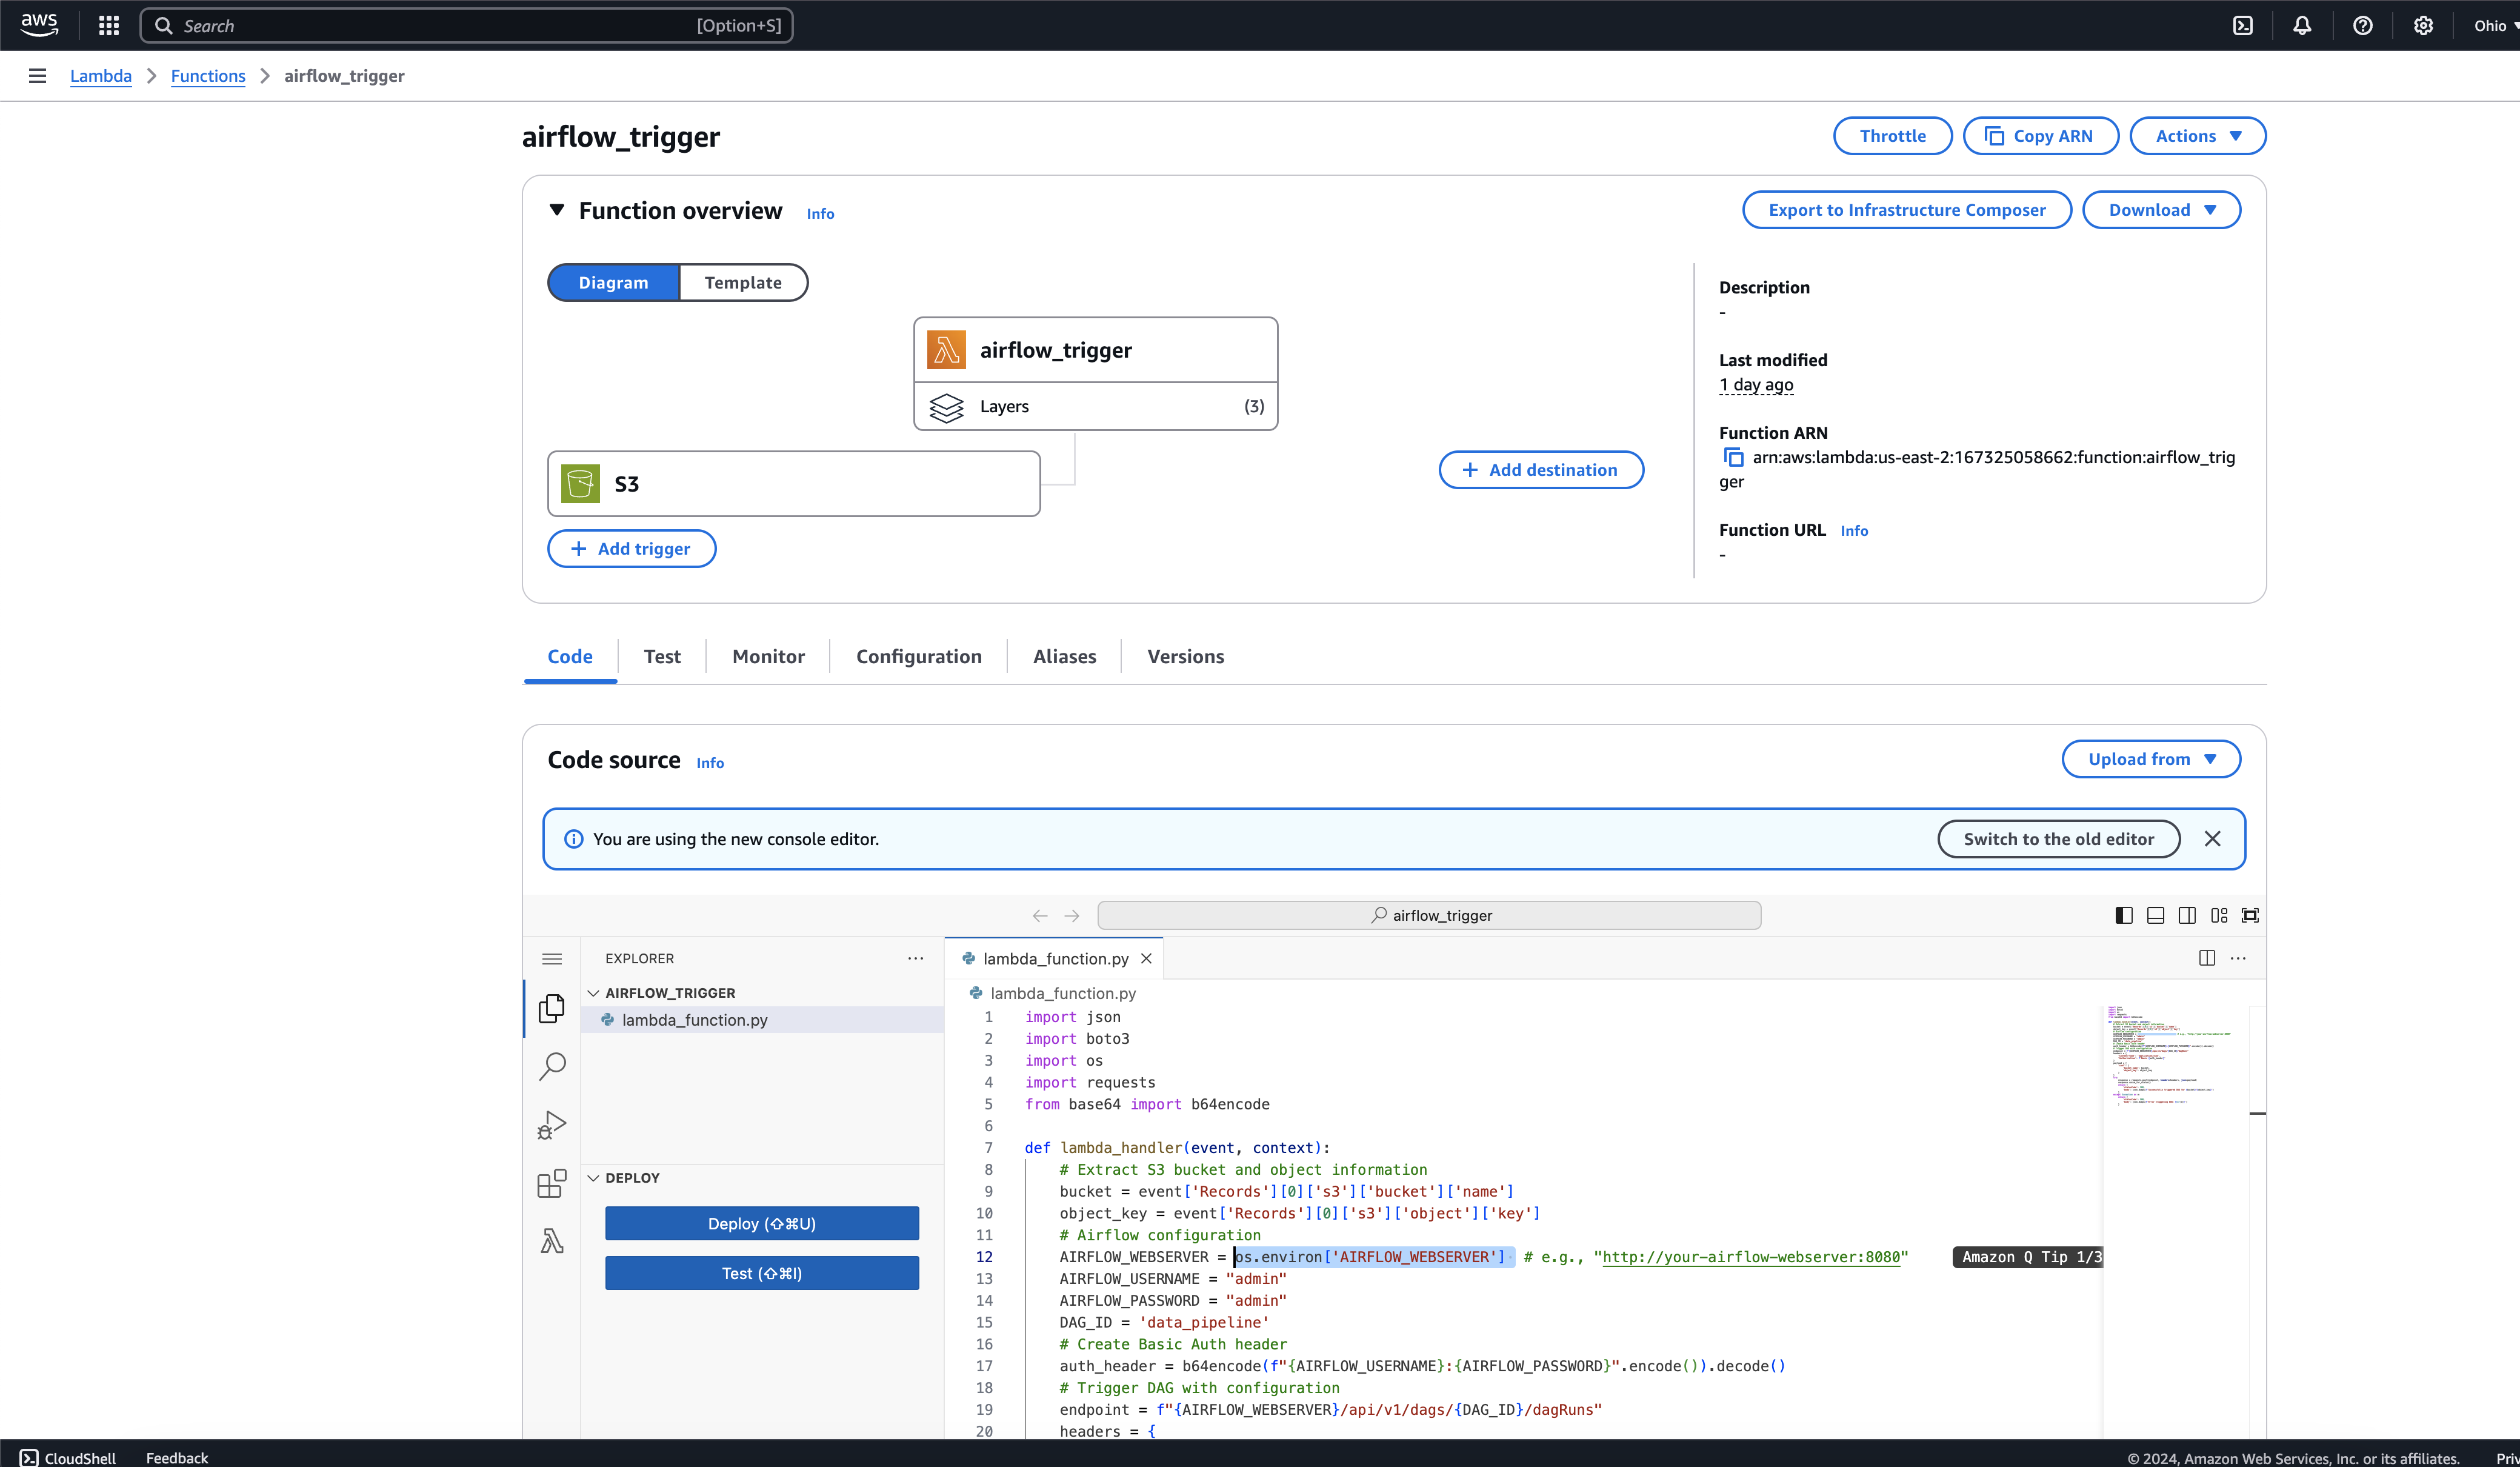 aws Search [Option+S] Ohio
Lambda Functions airflow_trigger
airflow_trigger Throttle Copy ARN Actions
Function overview Info Export to Infrastructure Composer Download
Diagram Template
airflow_trigger
Layers (3)
S3
+ Add destination
+ Add trigger
Description
-
Last modified
1 day ago
Function ARN
arn:aws:lambda:us-east-2:167325058662:function:airflow_trig
ger
Function URL Info
-
Code Test Monitor Configuration Aliases Versions
Code source Info Upload from
You are using the new console editor. Switch to the old editor
airflow_trigger
EXPLORER
AIRFLOW_TRIGGER
lambda_function.py
DEPLOY
Deploy (⇧⌘U)
Test (⇧⌘I)
lambda_function.py
lambda_function.py
1 import json
2 import boto3
3 import os
4 import requests
5 from base64 import b64encode
6
7 def lambda_handler(event, context):
8 # Extract S3 bucket and object information
9 bucket = event['Records'][0]['s3']['bucket']['name']
10 object_key = event['Records'][0]['s3']['object']['key']
11 # Airflow configuration
12 AIRFLOW_WEBSERVER = os.environ['AIRFLOW_WEBSERVER'] # e.g., "http://your-airflow-webserver:8080" Amazon Q Tip 1/3
13 AIRFLOW_USERNAME = "admin"
14 AIRFLOW_PASSWORD = "admin"
15 DAG_ID = 'data_pipeline'
16 # Create Basic Auth header
17 auth_header = b64encode(f"{AIRFLOW_USERNAME}:{AIRFLOW_PASSWORD}".encode()).decode()
18 # Trigger DAG with configuration
19 endpoint = f"{AIRFLOW_WEBSERVER}/api/v1/dags/{DAG_ID}/dagRuns"
20 headers = {
CloudShell Feedback © 2024, Amazon Web Services, Inc. or its affiliates.